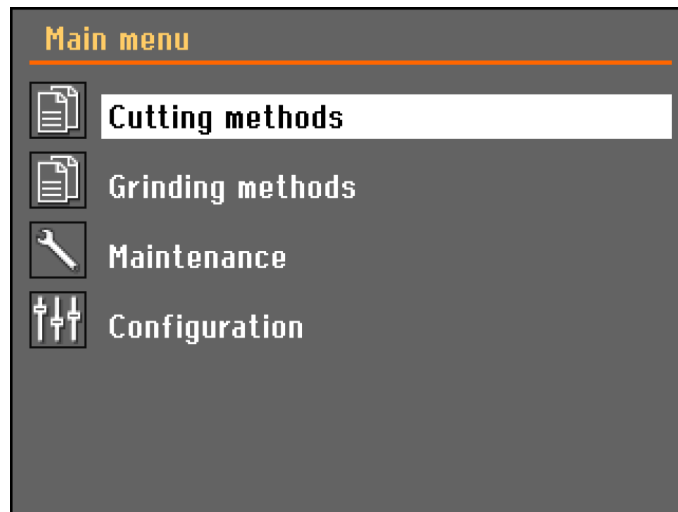 Main menu
Cutting methods
Grinding methods
Maintenance
Configuration